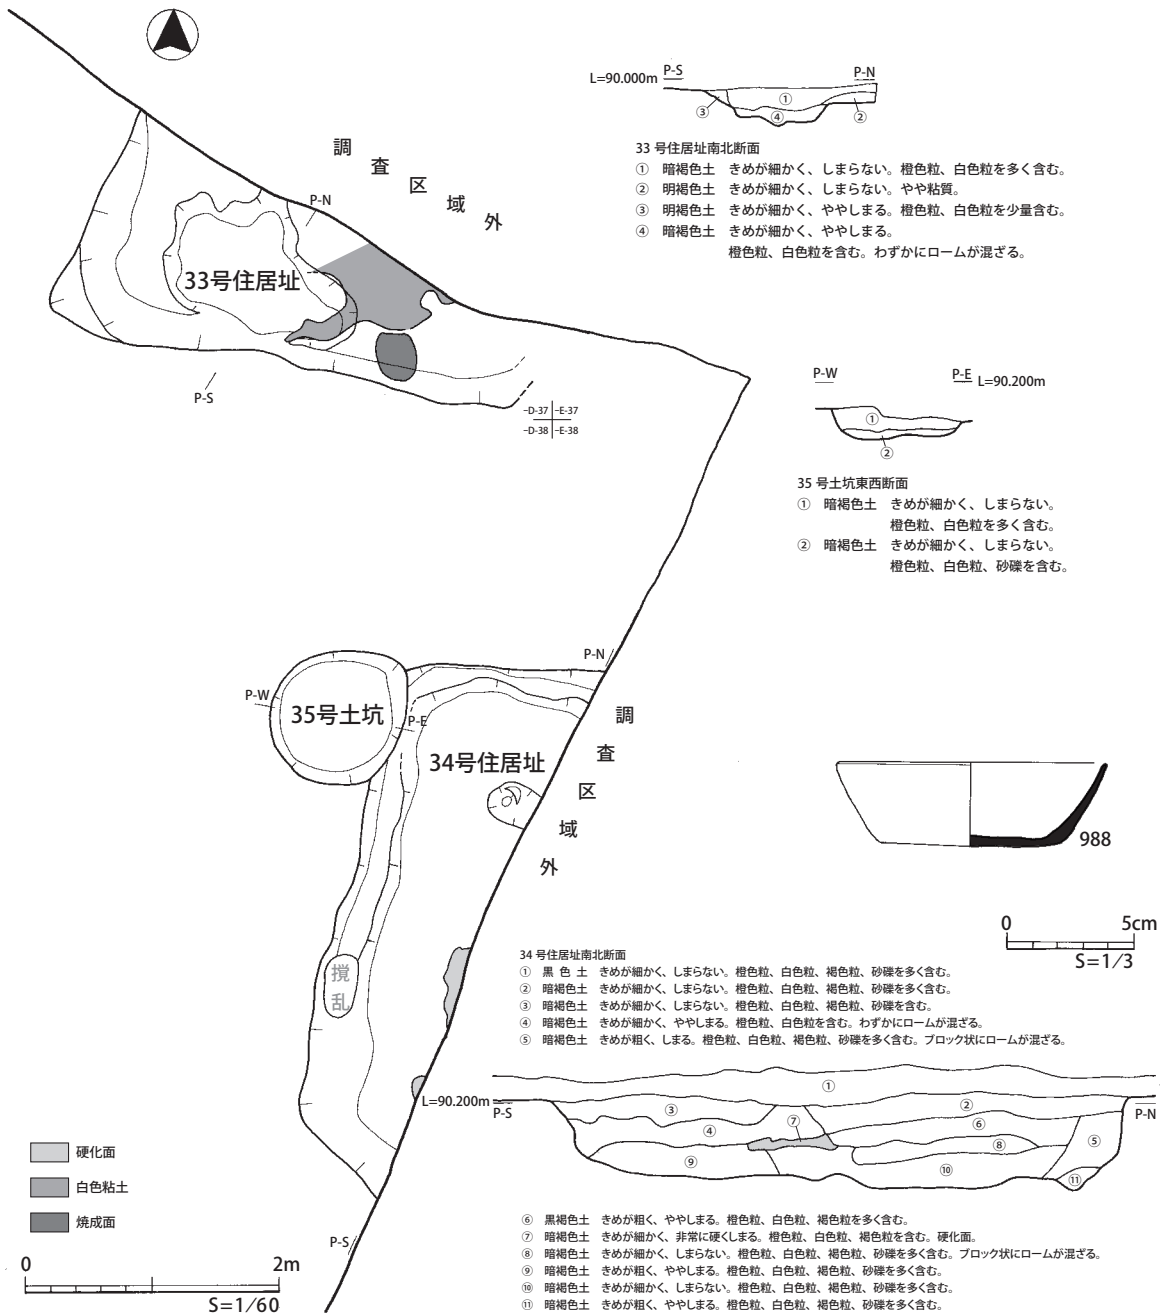 調査区域外
P-N
33号住居址
P-S
-D-37 -E-37
-D-38 -E-38
L=90.000m
P-S
P-N
①
③
④
②
33 号住居址南北断面
① 暗褐色土 きめが細かく、しまらない。橙色粒、白色粒を多く含む。
② 明褐色土 きめが細かく、しまらない。やや粘質。
③ 明褐色土 きめが細かく、ややしまる。橙色粒、白色粒を少量含む。
④ 暗褐色土 きめが細かく、ややしまる。
橙色粒、白色粒を含む。わずかにロームが混ざる。
P-W
P-E L=90.200m
①
②
35 号土坑東西断面
① 暗褐色土 きめが細かく、しまらない。
橙色粒、白色粒を多く含む。
② 暗褐色土 きめが細かく、しまらない。
橙色粒、白色粒、砂礫を含む。
P-N
P-W
35号土坑
P-E
34号住居址
調査区域外
撹乱
P-S
988
0 5cm
S=1/3
34 号住居址南北断面
① 黒 色 土 きめが細かく、しまらない。橙色粒、白色粒、褐色粒、砂礫を多く含む。
② 暗褐色土 きめが細かく、しまらない。橙色粒、白色粒、褐色粒、砂礫を多く含む。
③ 暗褐色土 きめが細かく、しまらない。橙色粒、白色粒、褐色粒、砂礫を含む。
④ 暗褐色土 きめが細かく、ややしまる。橙色粒、白色粒を含む。わずかにロームが混ざる。
⑤ 暗褐色土 きめが粗く、しまる。橙色粒、白色粒、褐色粒、砂礫を多く含む。ブロック状にロームが混ざる。
L=90.200m
P-S
P-N
①
②
③
④
⑦
⑥
⑧
⑤
⑨
⑩
⑪
⑥ 黒褐色土 きめが粗く、ややしまる。橙色粒、白色粒、褐色粒を多く含む。
⑦ 暗褐色土 きめが細かく、非常に硬くしまる。橙色粒、白色粒、褐色粒を含む。硬化面。
⑧ 暗褐色土 きめが細かく、しまらない。橙色粒、白色粒、褐色粒、砂礫を多く含む。ブロック状にロームが混ざる。
⑨ 暗褐色土 きめが粗く、ややしまる。橙色粒、白色粒、褐色粒、砂礫を多く含む。
⑩ 暗褐色土 きめが細かく、しまらない。橙色粒、白色粒、褐色粒、砂礫を多く含む。
⑪ 暗褐色土 きめが粗く、ややしまる。橙色粒、白色粒、褐色粒、砂礫を多く含む。
硬化面
白色粘土
焼成面
0 2m
S=1/60